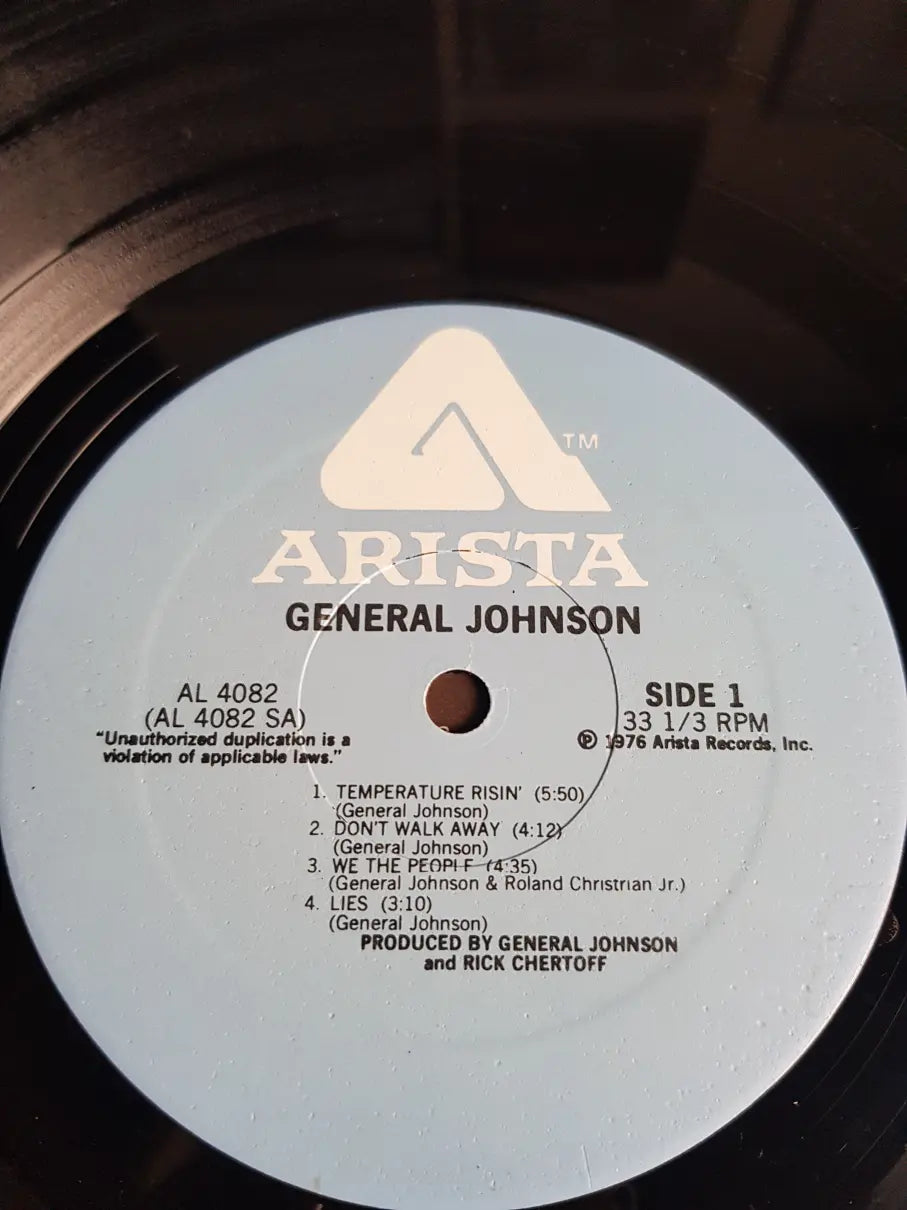 TM
ARISTA
GENERAL JOHNSON
AL 4082
(AL 4082 SA)
"Unauthorized duplication is a
violation of applicable laws."
SIDE 1
33 1/3 RPM
℗ 1976 Arista Records, Inc.
1. TEMPERATURE RISIN' (5:50)
(General Johnson)
2. DON'T WALK AWAY (4:12)
(General Johnson)
3. WE THE PEOPLE (4:35)
(General Johnson & Roland Christrian Jr.)
4. LIES (3:10)
(General Johnson)
PRODUCED BY GENERAL JOHNSON
and RICK CHERTOFF